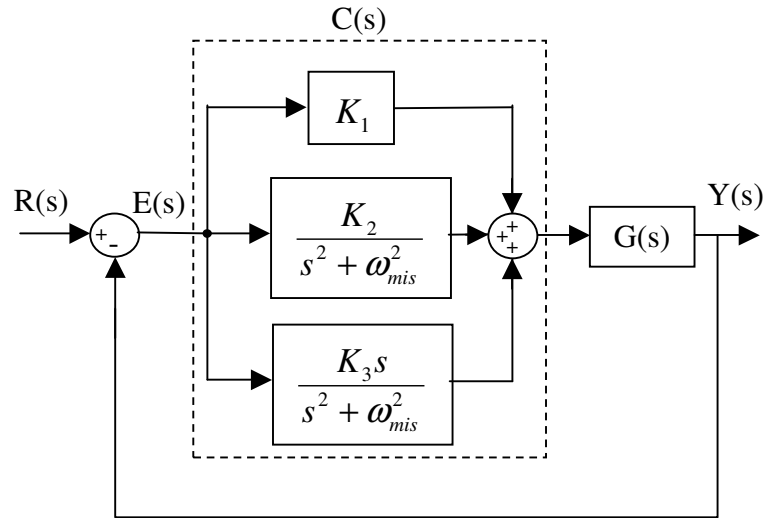 C(s)
K₁
R(s)
E(s)
+
-
K₂
s² + ω²ₘᵢₛ
+
+
+
G(s)
Y(s)
K₃s
s² + ω²ₘᵢₛ